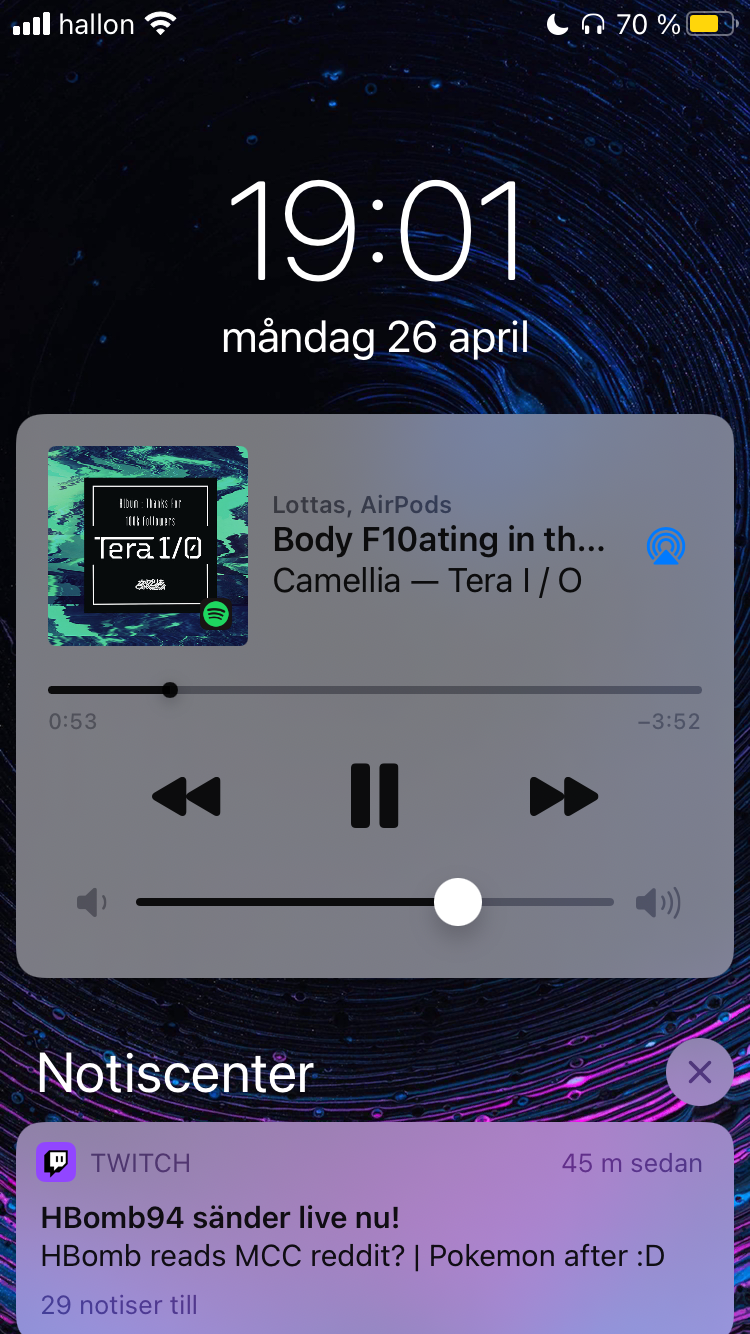 hallon 70 %
19:01
måndag 26 april
Album : Thanks For
100k Followers
Tera 1/0
Lottas, AirPods
Body F10ating in th...
Camellia — Tera I / O
0:53 −3:52
Notiscenter
TWITCH 45 m sedan
HBomb94 sänder live nu!
HBomb reads MCC reddit? | Pokemon after :D
29 notiser till